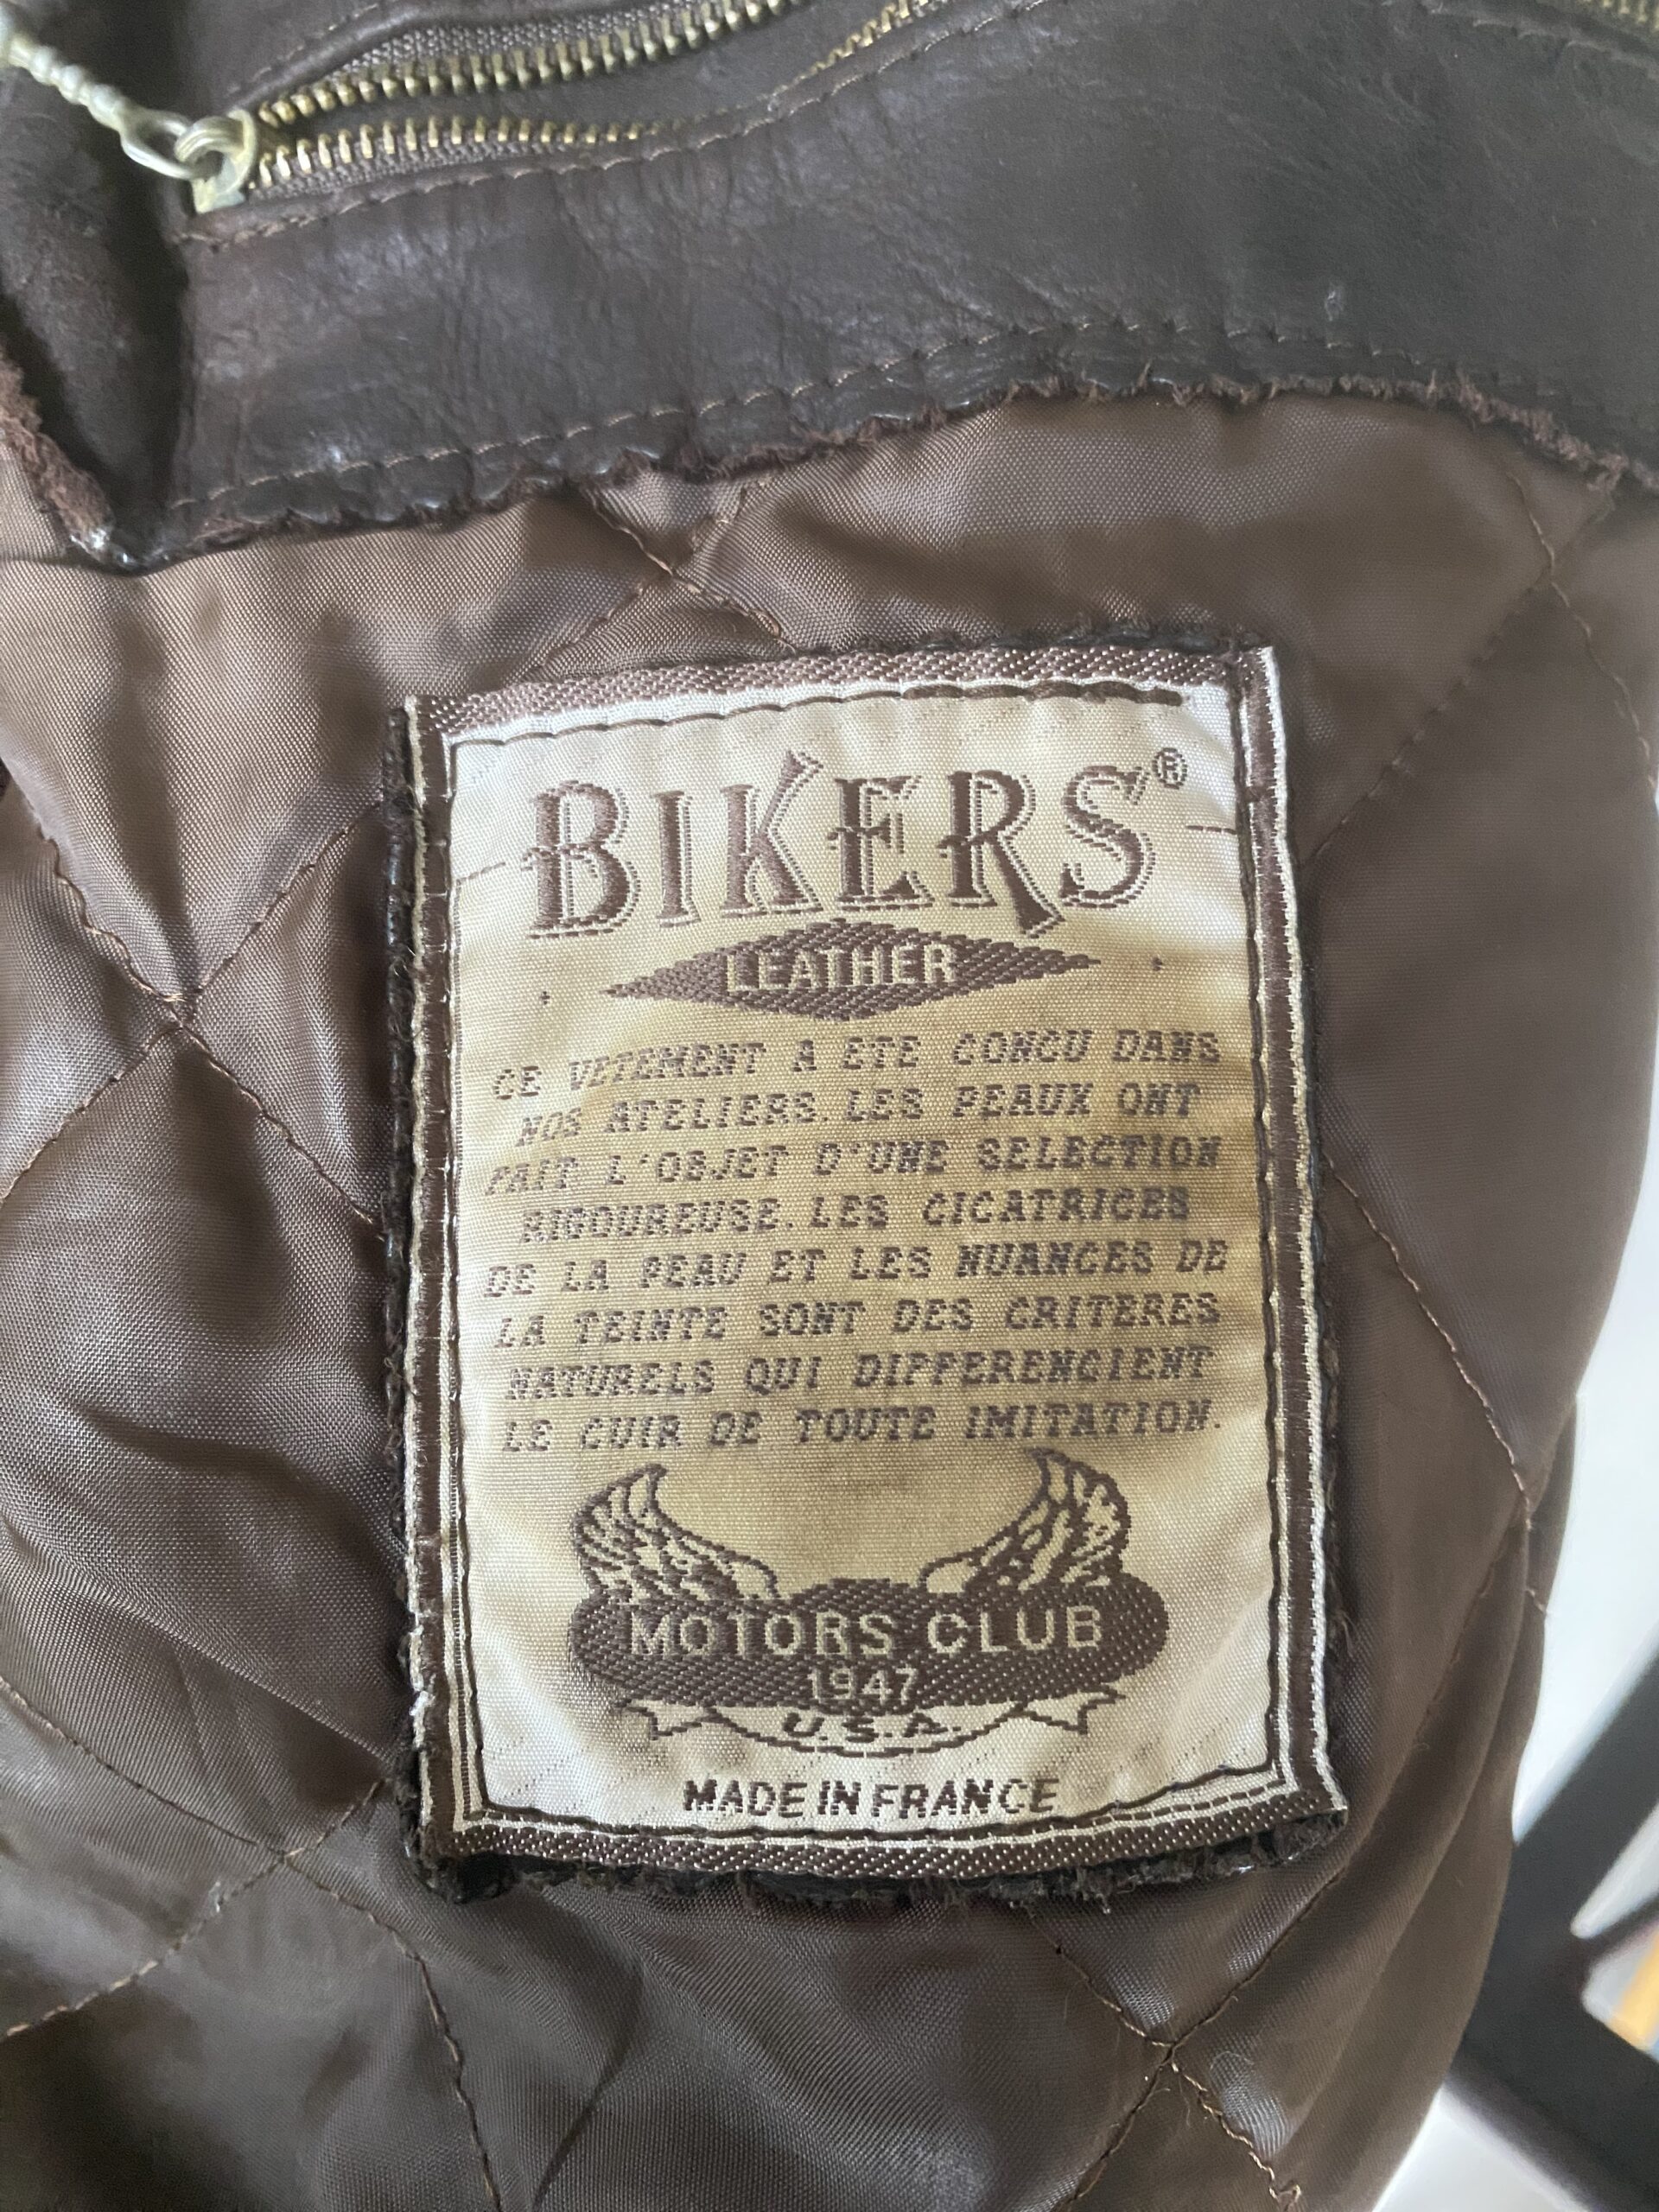 BIKERS®
LEATHER
CE VETEMENT A ETE CONCU DANS
NOS ATELIERS. LES PEAUX ONT
FAIT L'OBJET D'UNE SELECTION
RIGOUREUSE. LES CICATRICES
DE LA PEAU ET LES NUANCES DE
LA TEINTE SONT DES CRITERES
NATURELS QUI DIFFERENCIENT
LE CUIR DE TOUTE IMITATION.
MOTORS CLUB
1947
U.S.A.
MADE IN FRANCE